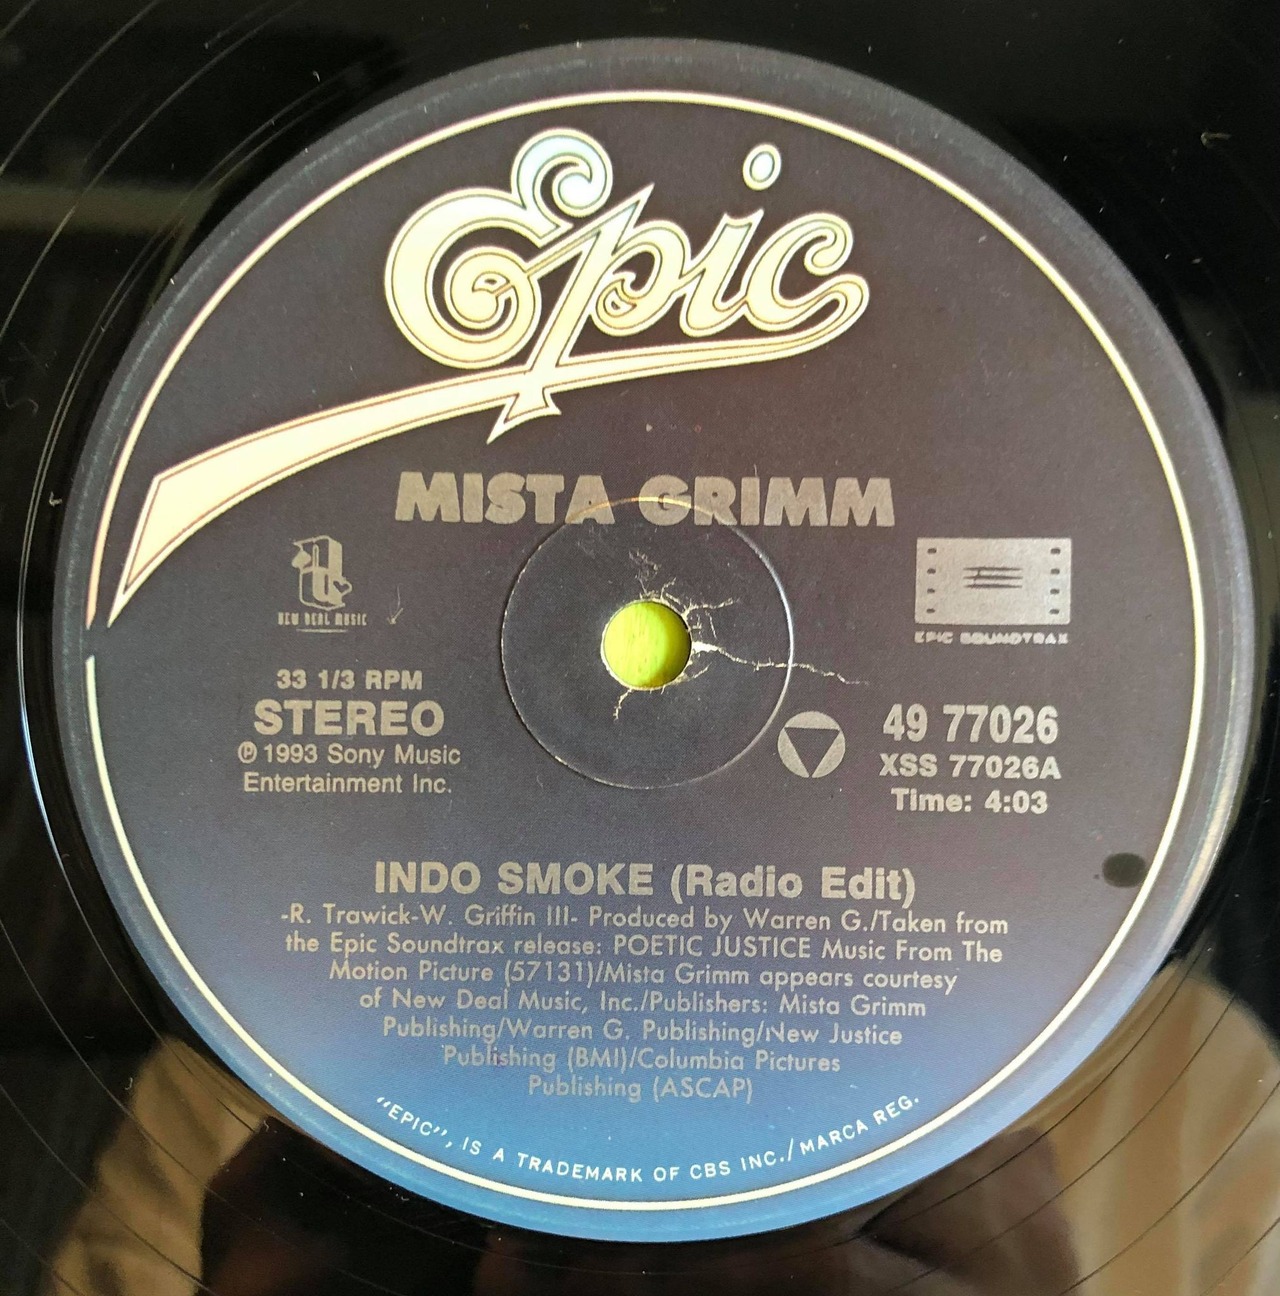 Epic
MISTA GRIMM
NEW DEAL MUSIC
EPIC SOUNDTRAX
33 1/3 RPM
STEREO
℗ 1993 Sony Music
Entertainment Inc.
49 77026
XSS 77026A
Time: 4:03
INDO SMOKE (Radio Edit)
-R. Trawick-W. Griffin III- Produced by Warren G./Taken from
the Epic Soundtrax release: POETIC JUSTICE Music From The
Motion Picture (57131)/Mista Grimm appears courtesy
of New Deal Music, Inc./Publishers: Mista Grimm
Publishing/Warren G. Publishing/New Justice
Publishing (BMI)/Columbia Pictures
Publishing (ASCAP)
"EPIC", IS A TRADEMARK OF CBS INC./MARCA REG.